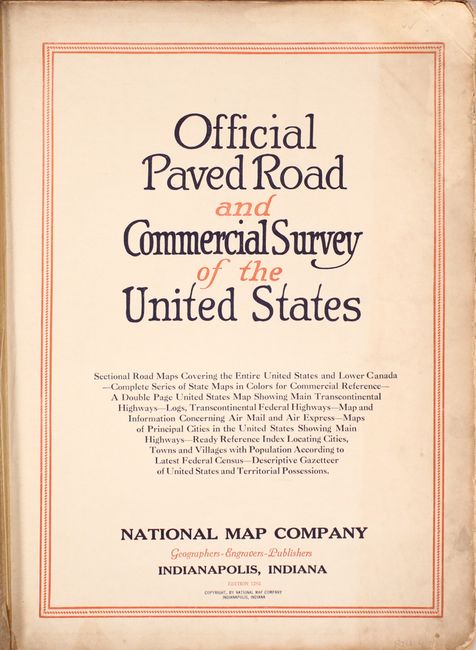 Official
Paved Road
and
Commercial Survey
of the
United States
Sectional Road Maps Covering the Entire United States and Lower Canada
—Complete Series of State Maps in Colors for Commercial Reference—
A Double Page United States Map Showing Main Transcontinental
Highways—Logs, Transcontinental Federal Highways—Map and
Information Concerning Air Mail and Air Express—Maps
of Principal Cities in the United States Showing Main
Highways—Ready Reference Index Locating Cities,
Towns and Villages with Population According to
Latest Federal Census—Descriptive Gazetteer
of United States and Territorial Possessions.
NATIONAL MAP COMPANY
Geographers-Engravers-Publishers
INDIANAPOLIS, INDIANA
EDITION
COPYRIGHT, BY NATIONAL MAP COMPANY
INDIANAPOLIS, INDIANA